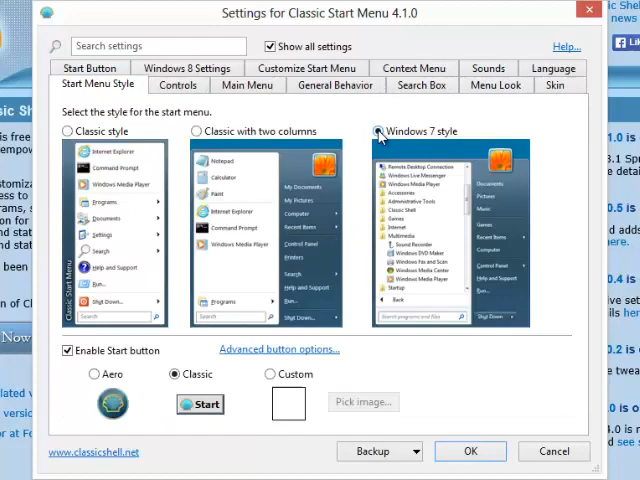 Settings for Classic Start Menu 4.1.0
Search settings
Show all settings
Help...
Start Button
Windows 8 Settings
Customize Start Menu
Context Menu
Sounds
Language
Start Menu Style
Controls
Main Menu
General Behavior
Search Box
Menu Look
Skin
Select the style for the start menu.
Classic style
Classic with two columns
Windows 7 style
Internet Explorer
Command Prompt
Windows Media Player
Programs
Documents
Settings
Search
Help and Support
Run...
Shut Down...
Search
Classic Start Menu
Notepad
Calculator
Paint
Internet Explorer
Command Prompt
Windows Media Player
Programs
Search
My Documents
My Pictures
Computer
Recent Items
Control Panel
Printers
Search
Help and Support
Run...
Shut Down...
Remote Desktop Connection
Windows Live Messenger
Windows Media Player
Accessories
Administrative Tools
Classic Shell
Games
Internet
Multimedia
Sound Recorder
Windows DVD Maker
Windows Fax and Scan
Windows Media Center
Windows Media Player
Startup
Back
Search programs and files
Documents
Pictures
Music
Games
Recent Items
Computer
Control Panel
Help and Support
Run...
Shut Down
Enable Start button
Advanced button options...
Aero
Classic
Custom
Start
Pick image...
www.classicshell.net
Backup
OK
Cancel